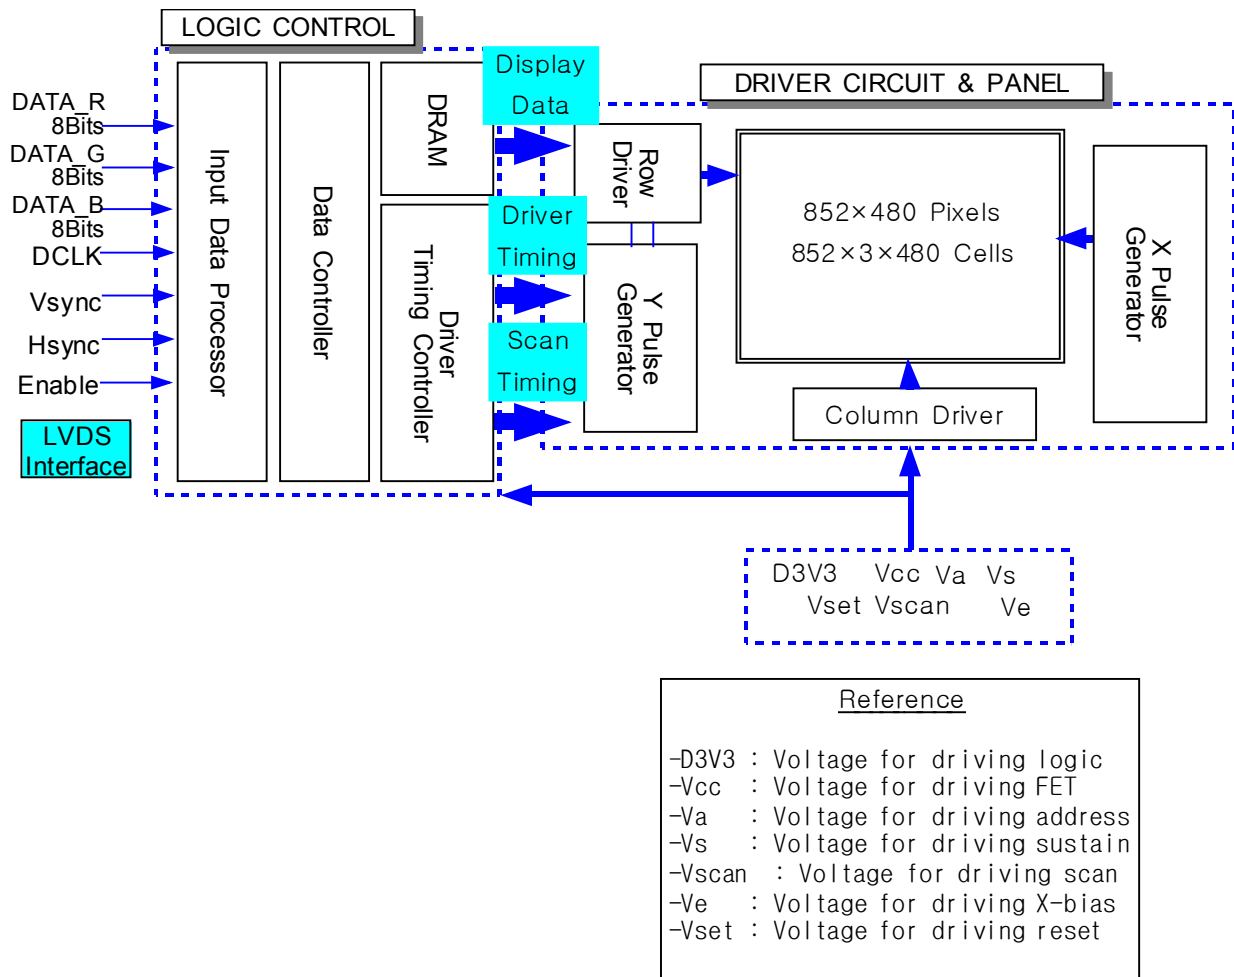 LOGIC CONTROL
DATA_R
8Bits
DATA_G
8Bits
DATA_B
8Bits
DCLK
Vsync
Hsync
Enable
LVDS
Interface
Input Data Processor
Data Controller
DRAM
Driver
Timing Controller
Display
Data
Driver
Timing
Scan
Timing
DRIVER CIRCUIT & PANEL
Row
Driver
Y Pulse
Generator
852×480 Pixels
852×3×480 Cells
X Pulse
Generator
Column Driver
D3V3 Vcc Va Vs
Vset Vscan Ve
Reference
-D3V3 : Voltage for driving logic
-Vcc : Voltage for driving FET
-Va : Voltage for driving address
-Vs : Voltage for driving sustain
-Vscan : Voltage for driving scan
-Ve : Voltage for driving X-bias
-Vset : Voltage for driving reset